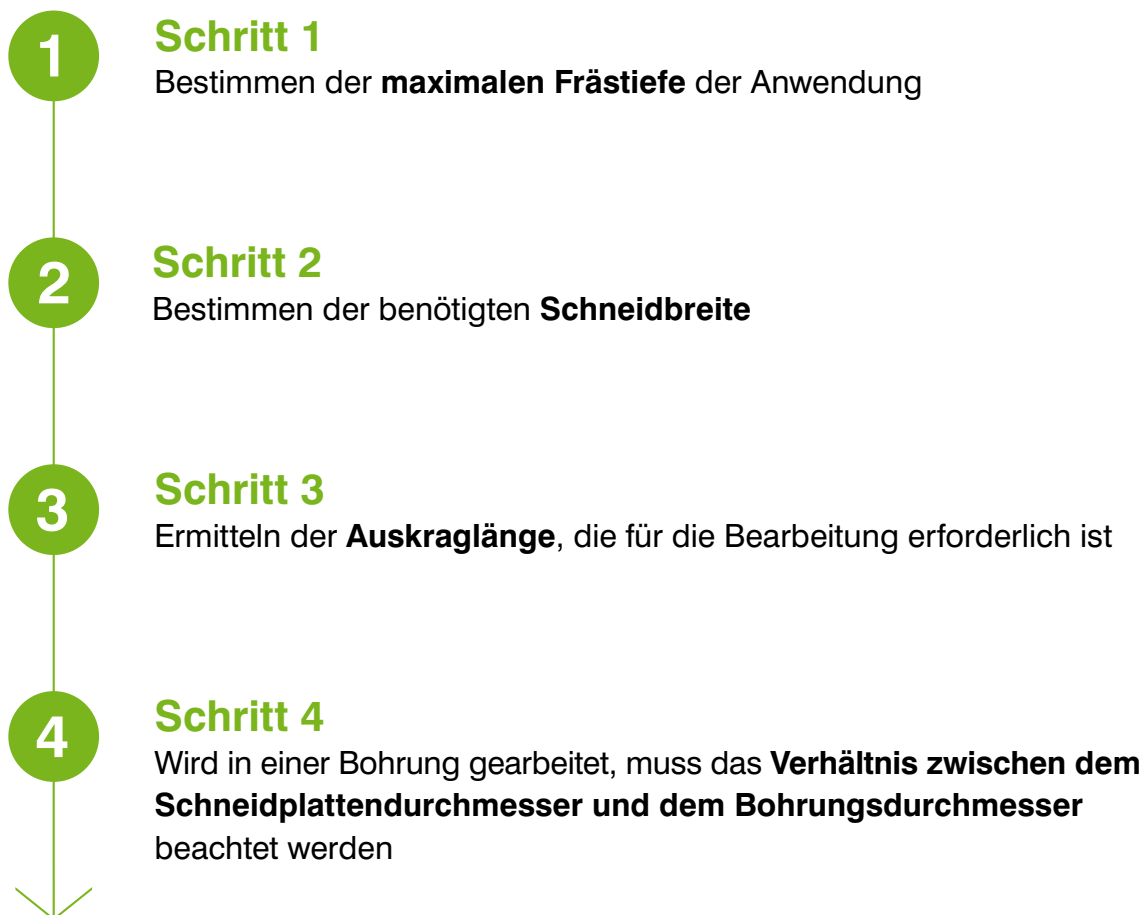 1
Schritt 1
Bestimmen der maximalen Frästiefe der Anwendung
2
Schritt 2
Bestimmen der benötigten Schneidbreite
3
Schritt 3
Ermitteln der Auskraglänge, die für die Bearbeitung erforderlich ist
4
Schritt 4
Wird in einer Bohrung gearbeitet, muss das Verhältnis zwischen dem
Schneidplattendurchmesser und dem Bohrungsdurchmesser
beachtet werden